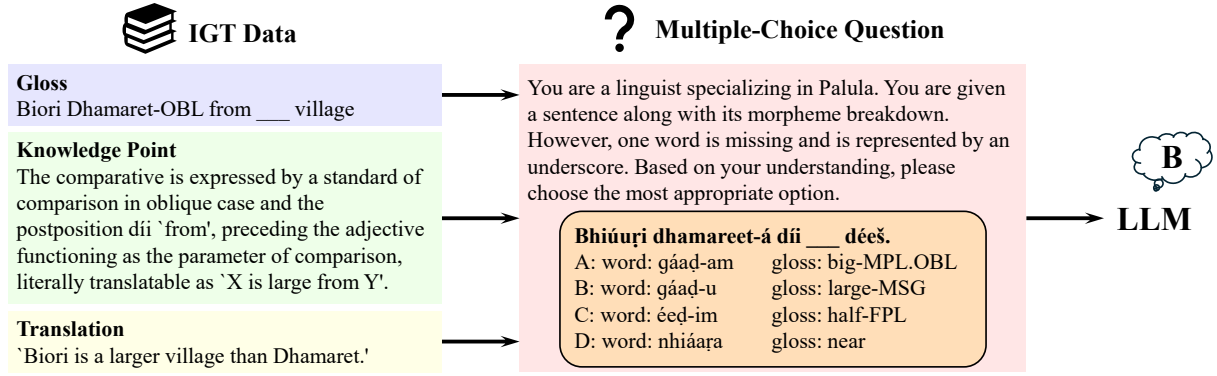 IGT Data
Gloss
Biori Dhamaret-OBL from ___ village
Knowledge Point
The comparative is expressed by a standard of
comparison in oblique case and the
postposition díi `from', preceding the adjective
functioning as the parameter of comparison,
literally translatable as `X is large from Y'.
Translation
`Biori is a larger village than Dhamaret.'
?
Multiple-Choice Question
You are a linguist specializing in Palula. You are given
a sentence along with its morpheme breakdown.
However, one word is missing and is represented by an
underscore. Based on your understanding, please
choose the most appropriate option.
Bhiúuṛi dhamareet-á díi ___ déeš.
A: word: ɡáaḍ-am gloss: big-MPL.OBL
B: word: ɡáaḍ-u gloss: large-MSG
C: word: éeḍ-im gloss: half-FPL
D: word: nhiáaṛa gloss: near
B
LLM